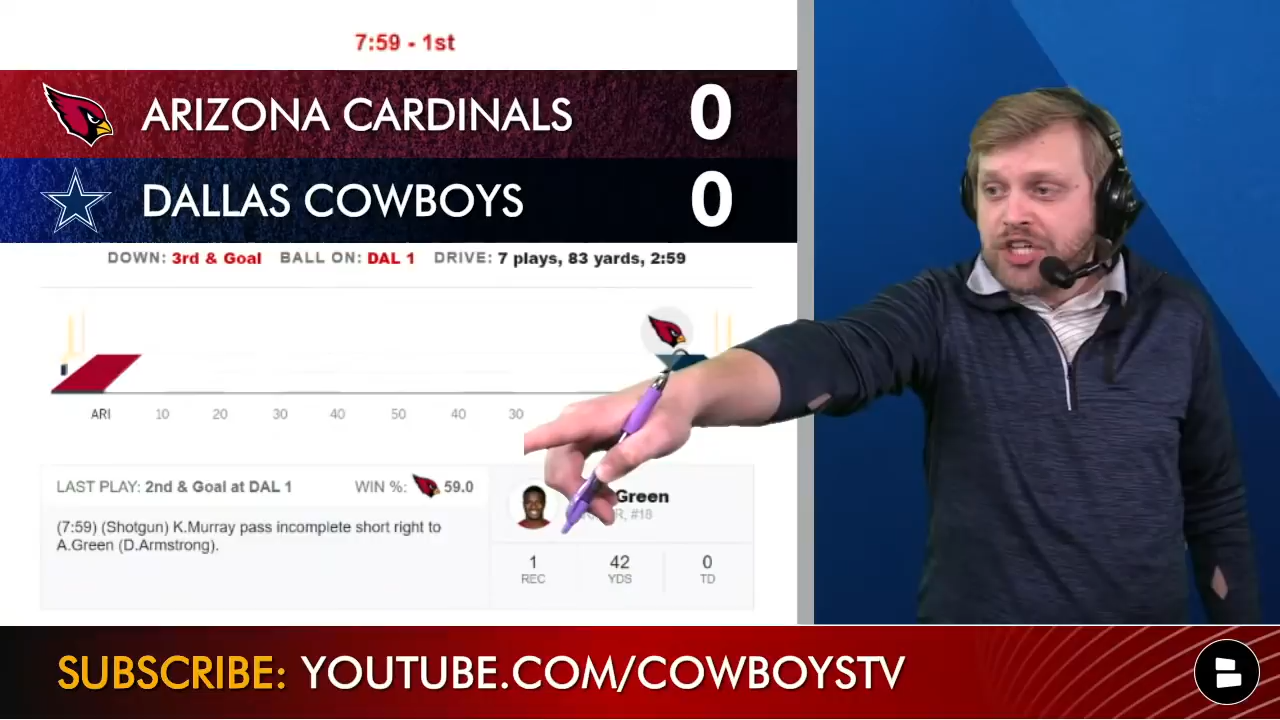 7:59 - 1st
ARIZONA CARDINALS 0
DALLAS COWBOYS 0
DOWN: 3rd & Goal BALL ON: DAL 1 DRIVE: 7 plays, 83 yards, 2:59
ARI 10 20 30 40 50 40 30
LAST PLAY: 2nd & Goal at DAL 1 WIN %: 59.0
(7:59) (Shotgun) K.Murray pass incomplete short right to
A.Green (D.Armstrong).
Green
#18
1 42 0
REC YDS TD
SUBSCRIBE: YOUTUBE.COM/COWBOYSTV